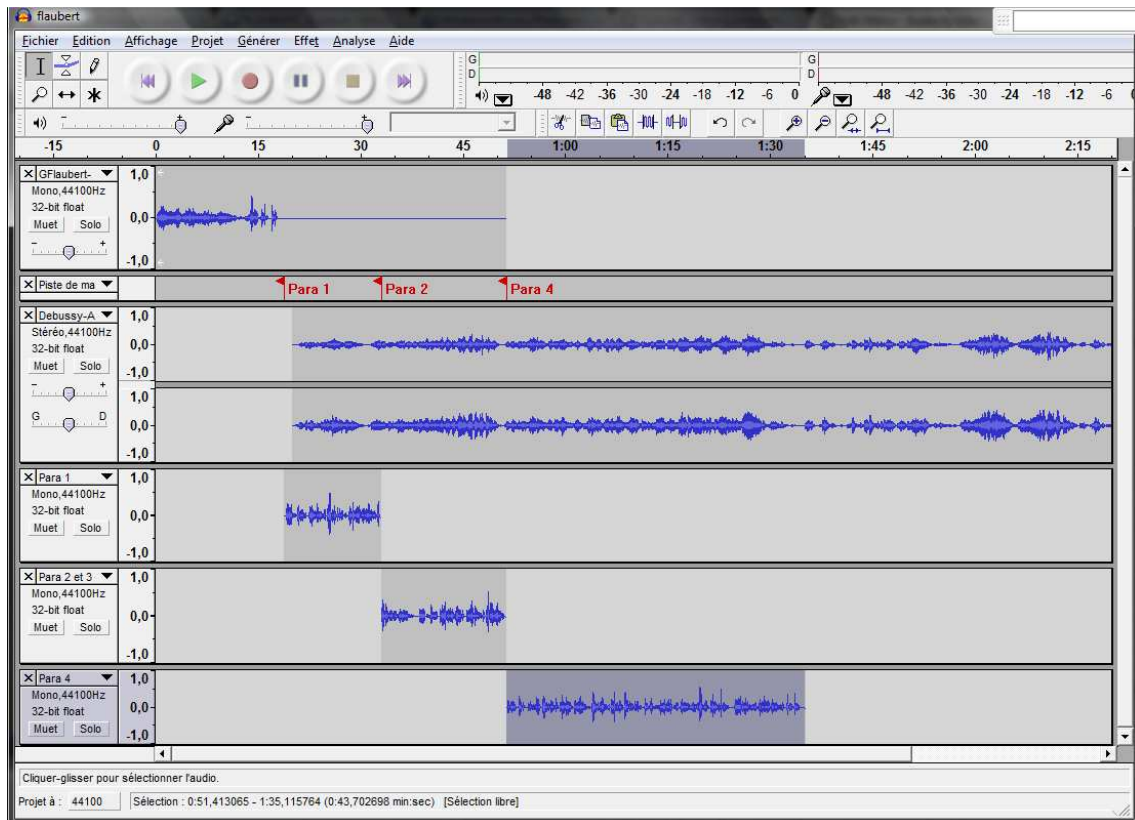 flaubert
Fichier Edition Affichage Projet Générer Effet Analyse Aide
G
D
-48 -42 -36 -30 -24 -18 -12 -6 0
G
D
-48 -42 -36 -30 -24 -18 -12 -6 0
-15 0 15 30 45 1:00 1:15 1:30 1:45 2:00 2:15
GFlaubert-
Mono,44100Hz
32-bit float
Muet Solo
- +
1,0
0,0
-1,0
Piste de ma
Para 1 Para 2 Para 4
Debussy-A
Stéréo,44100Hz
32-bit float
Muet Solo
- +
G D
1,0
0,0
-1,0
1,0
0,0
-1,0
Para 1
Mono,44100Hz
32-bit float
Muet Solo
1,0
0,0
-1,0
Para 2 et 3
Mono,44100Hz
32-bit float
Muet Solo
1,0
0,0
-1,0
Para 4
Mono,44100Hz
32-bit float
Muet Solo
1,0
0,0
-1,0
Cliquer-glisser pour sélectionner l'audio.
Projet à : 44100 Sélection : 0:51,413065 - 1:35,115764 (0:43,702698 min:sec) [Sélection libre]